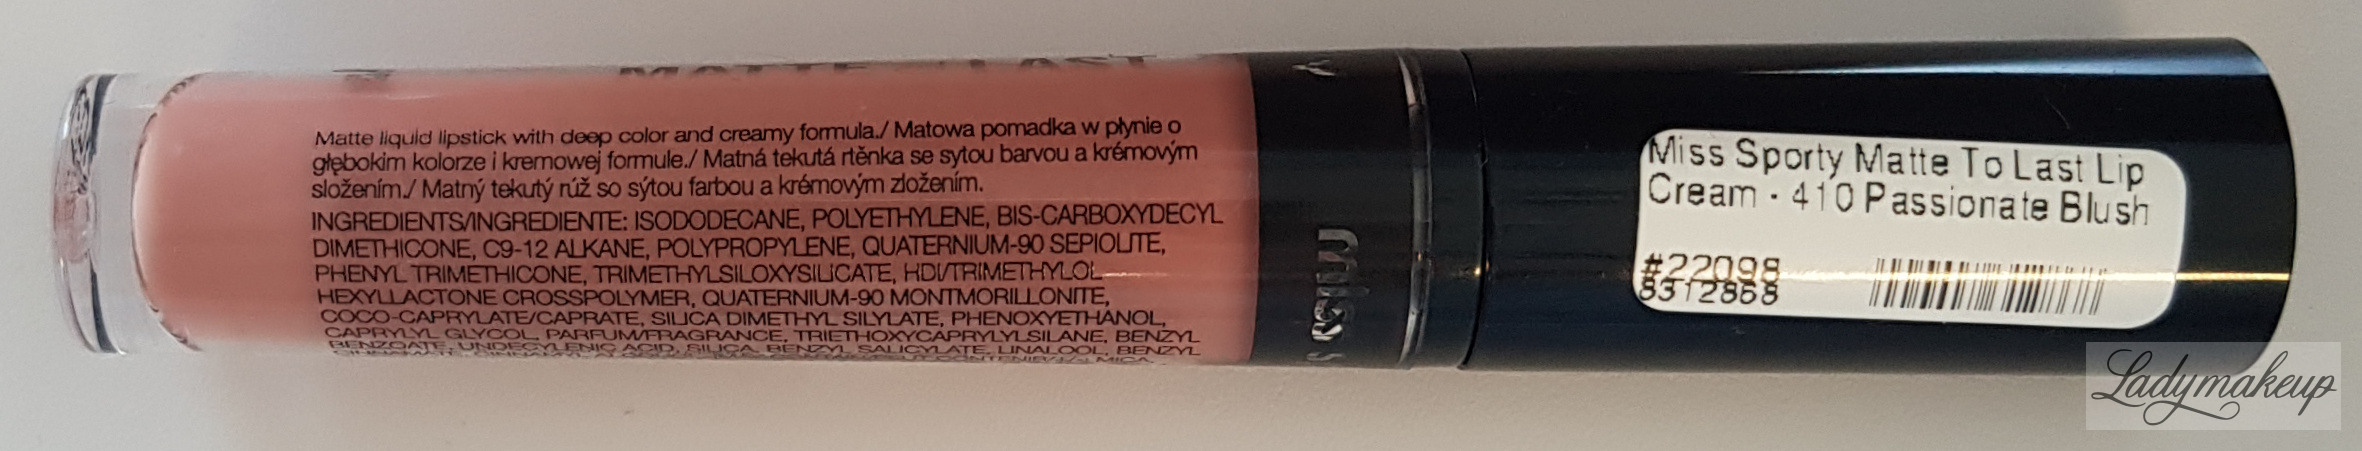 MATTE LAST
Matte liquid lipstick with deep color and creamy formula./ Matowa pomadka w płynie o
głębokim kolorze i kremowej formule./ Matná tekutá rtěnka se sytou barvou a krémovým
složením./ Matný tekutý rúž so sýtou farbou a krémovým zložením.
INGREDIENTS/INGREDIENTE: ISODODECANE, POLYETHYLENE, BIS-CARBOXYDECYL
DIMETHICONE, C9-12 ALKANE, POLYPROPYLENE, QUATERNIUM-90 SEPIOLITE,
PHENYL TRIMETHICONE, TRIMETHYLSILOXYSILICATE, HDI/TRIMETHYLOL
HEXYLLACTONE CROSSPOLYMER, QUATERNIUM-90 MONTMORILLONITE,
COCO-CAPRYLATE/CAPRATE, SILICA DIMETHYL SILYLATE, PHENOXYETHANOL,
CAPRYLYL GLYCOL, PARFUM/FRAGRANCE, TRIETHOXYCAPRYLYLSILANE, BENZYL
BENZOATE, UNDECYLENIC ACID, SILICA, BENZYL SALICYLATE, LINALOOL, BENZYL
Miss
Miss Sporty Matte To Last Lip
Cream - 410 Passionate Blush
#22098
8312868
Ladymakeup